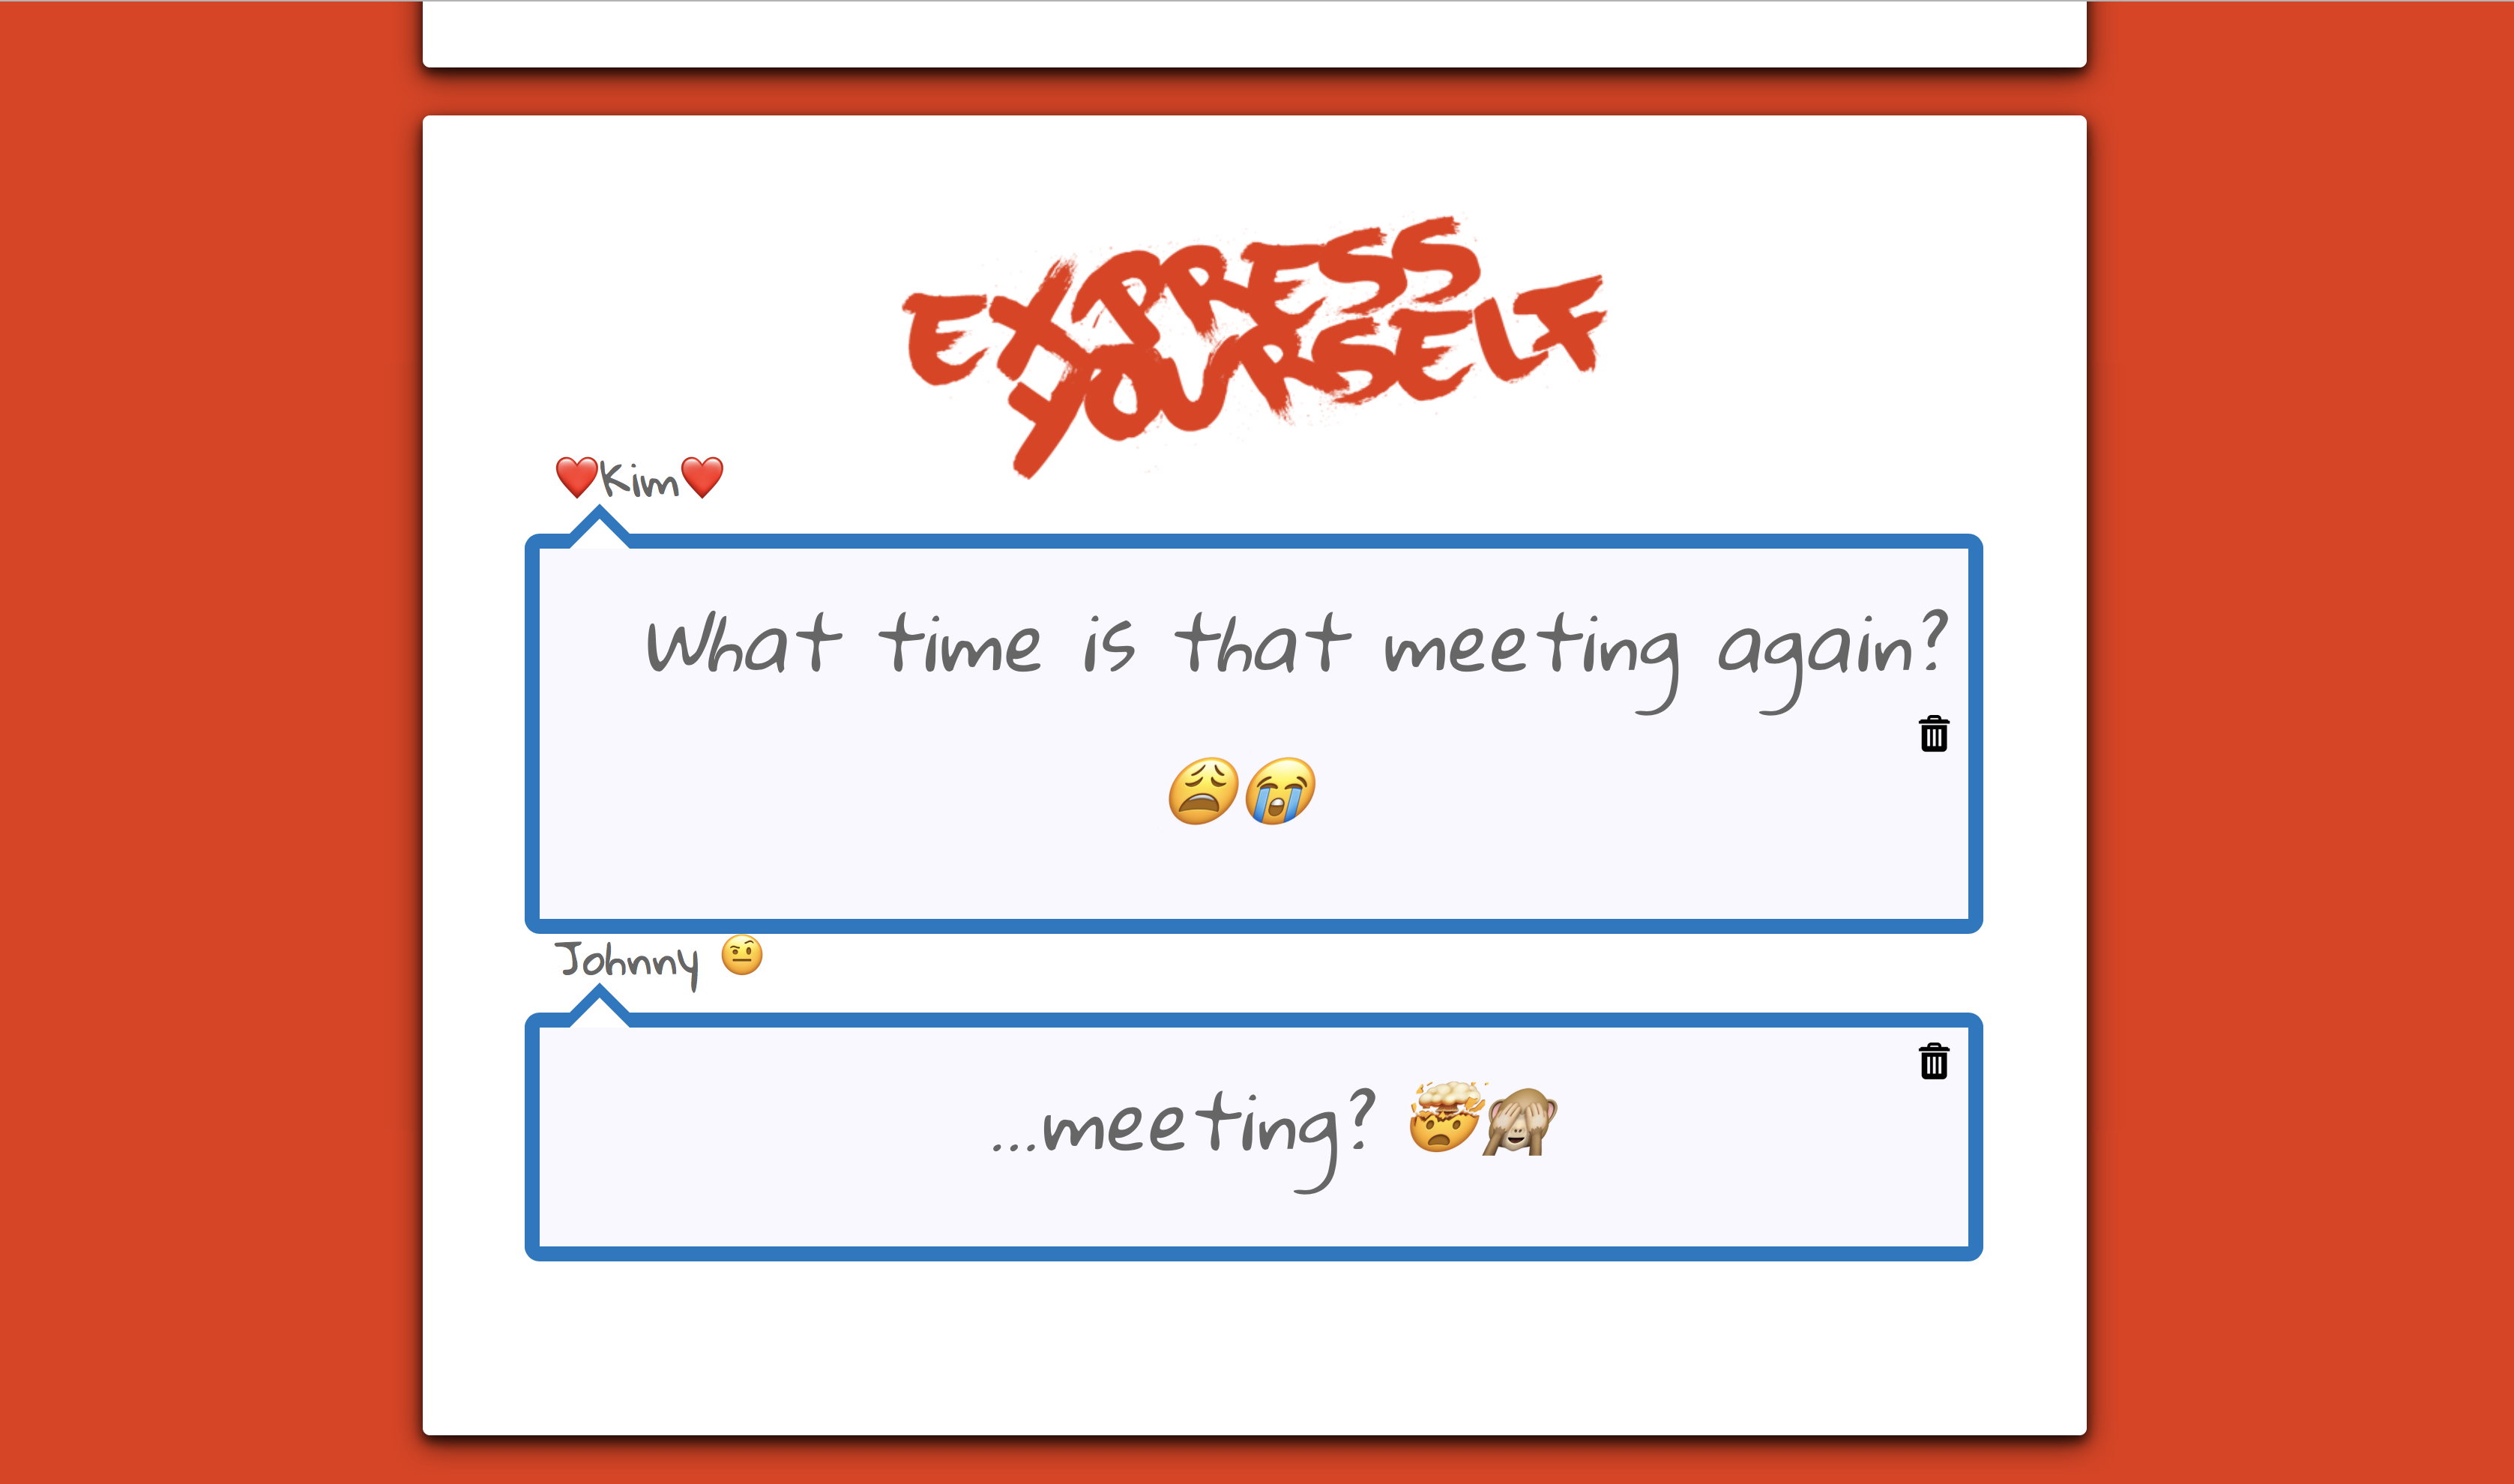 EXPRESS
YOURSELF
❤️Kim❤️
What time is that meeting again?
😩😭
Johnny 🤨
...meeting? 🤯🙈